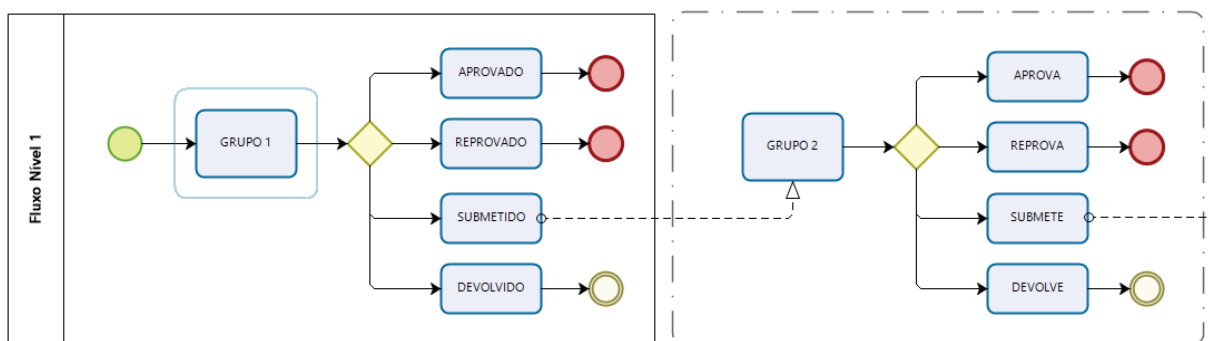 Fluxo Nível 1
GRUPO 1
APROVADO
REPROVADO
SUBMETIDO
DEVOLVIDO
GRUPO 2
APROVA
REPROVA
SUBMETE
DEVOLVE